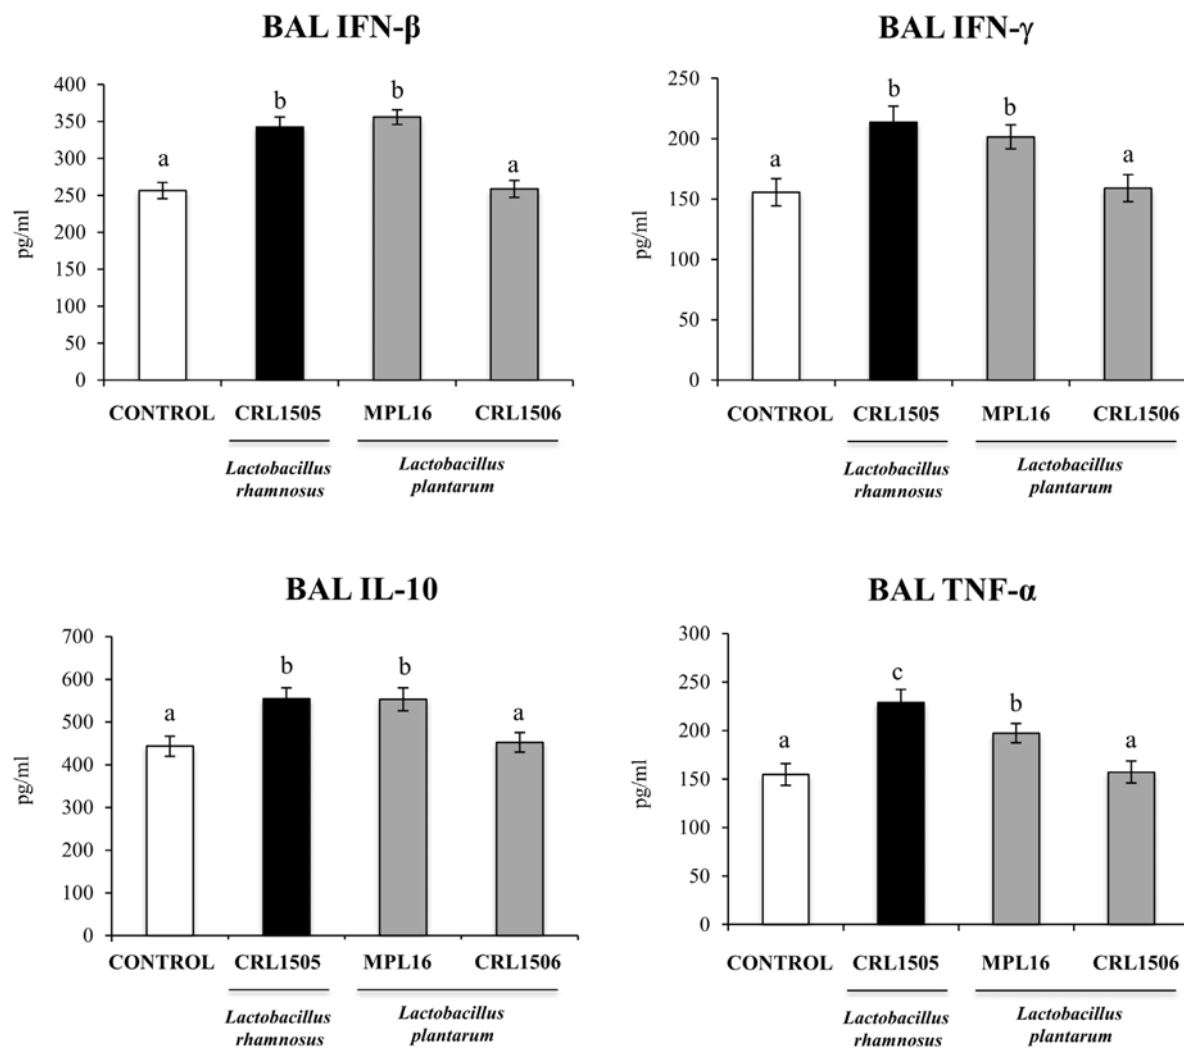 BAL IFN-β
400
350
300
250
200
150
100
50
0
pg/ml
a
b
b
a
CONTROL CRL1505 MPL16 CRL1506
Lactobacillus
rhamnosus
Lactobacillus
plantarum
BAL IFN-γ
250
200
150
100
50
0
pg/ml
a
b
b
a
CONTROL CRL1505 MPL16 CRL1506
Lactobacillus
rhamnosus
Lactobacillus
plantarum
BAL IL-10
700
600
500
400
300
200
100
0
pg/ml
a
b
b
a
CONTROL CRL1505 MPL16 CRL1506
Lactobacillus
rhamnosus
Lactobacillus
plantarum
BAL TNF-α
300
250
200
150
100
50
0
pg/ml
a
c
b
a
CONTROL CRL1505 MPL16 CRL1506
Lactobacillus
rhamnosus
Lactobacillus
plantarum